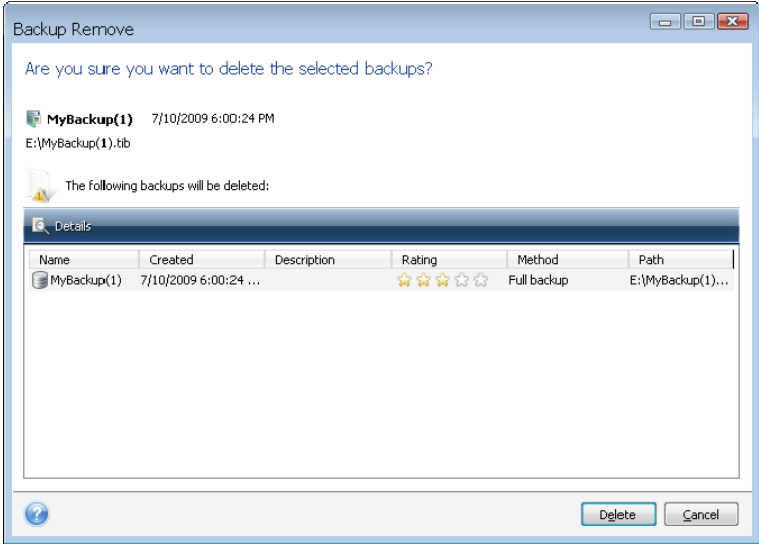 Backup Remove
Are you sure you want to delete the selected backups?
MyBackup(1) 7/10/2009 6:00:24 PM
E:\MyBackup(1).tib
The following backups will be deleted:
Details
Name Created Description Rating Method Path
MyBackup(1) 7/10/2009 6:00:24 ... Full backup E:\MyBackup(1)...
Delete Cancel